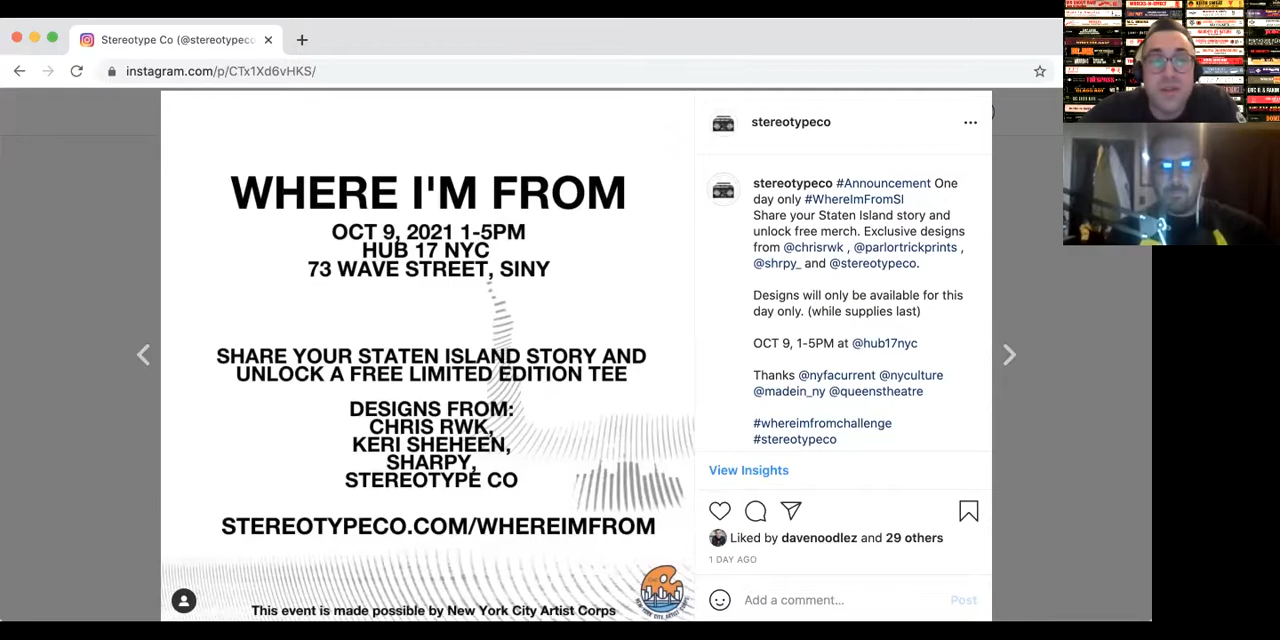 Stereotype Co (@stereotypeco
instagram.com/p/CTx1Xd6vHKS/
WHERE I'M FROM
OCT 9, 2021 1-5PM
HUB 17 NYC
73 WAVE STREET, SINY
SHARE YOUR STATEN ISLAND STORY AND
UNLOCK A FREE LIMITED EDITION TEE
DESIGNS FROM:
CHRIS RWK,
KERI SHEHEEN,
SHARPY,
STEREOTYPE CO
STEREOTYPECO.COM/WHEREIMFROM
This event is made possible by New York City Artist Corps
stereotypeco
stereotypeco #Announcement One
day only #WhereImFromSI
Share your Staten Island story and
unlock free merch. Exclusive designs
from @chrisrwk , @parlortrickprints ,
@shrpy_ and @stereotypeco.
Designs will only be available for this
day only. (while supplies last)
OCT 9, 1-5PM at @hub17nyc
Thanks @nyfacurrent @nyculture
@madein_ny @queenstheatre
#whereimfromchallenge
#stereotypeco
View Insights
Liked by davenoodlez and 29 others
1 DAY AGO
Add a comment...
Post